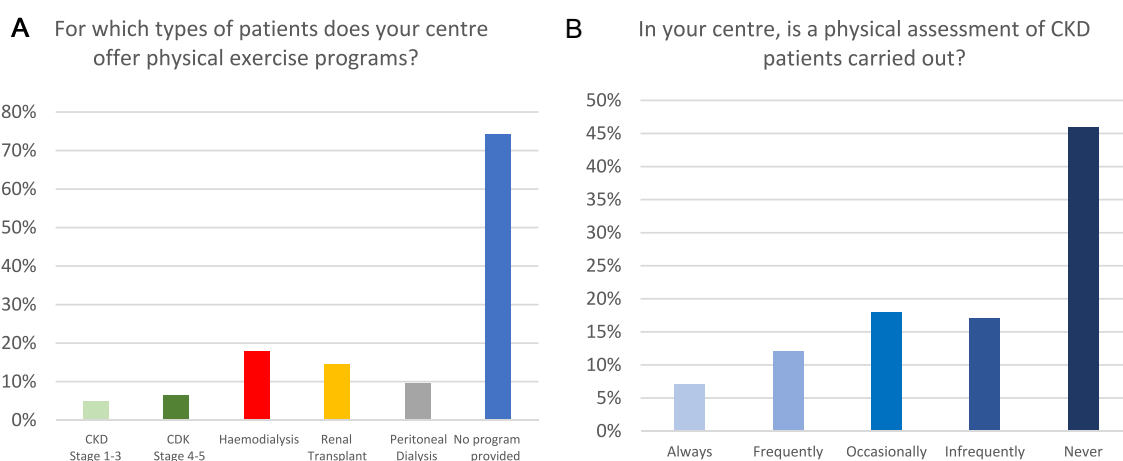 A For which types of patients does your centre
offer physical exercise programs?
80%
70%
60%
50%
40%
30%
20%
10%
0%
CKD
Stage 1-3
CDK
Stage 4-5
Haemodialysis
Renal
Transplant
Peritoneal
Dialysis
No program
provided
B In your centre, is a physical assessment of CKD
patients carried out?
50%
45%
40%
35%
30%
25%
20%
15%
10%
5%
0%
Always
Frequently
Occasionally
Infrequently
Never